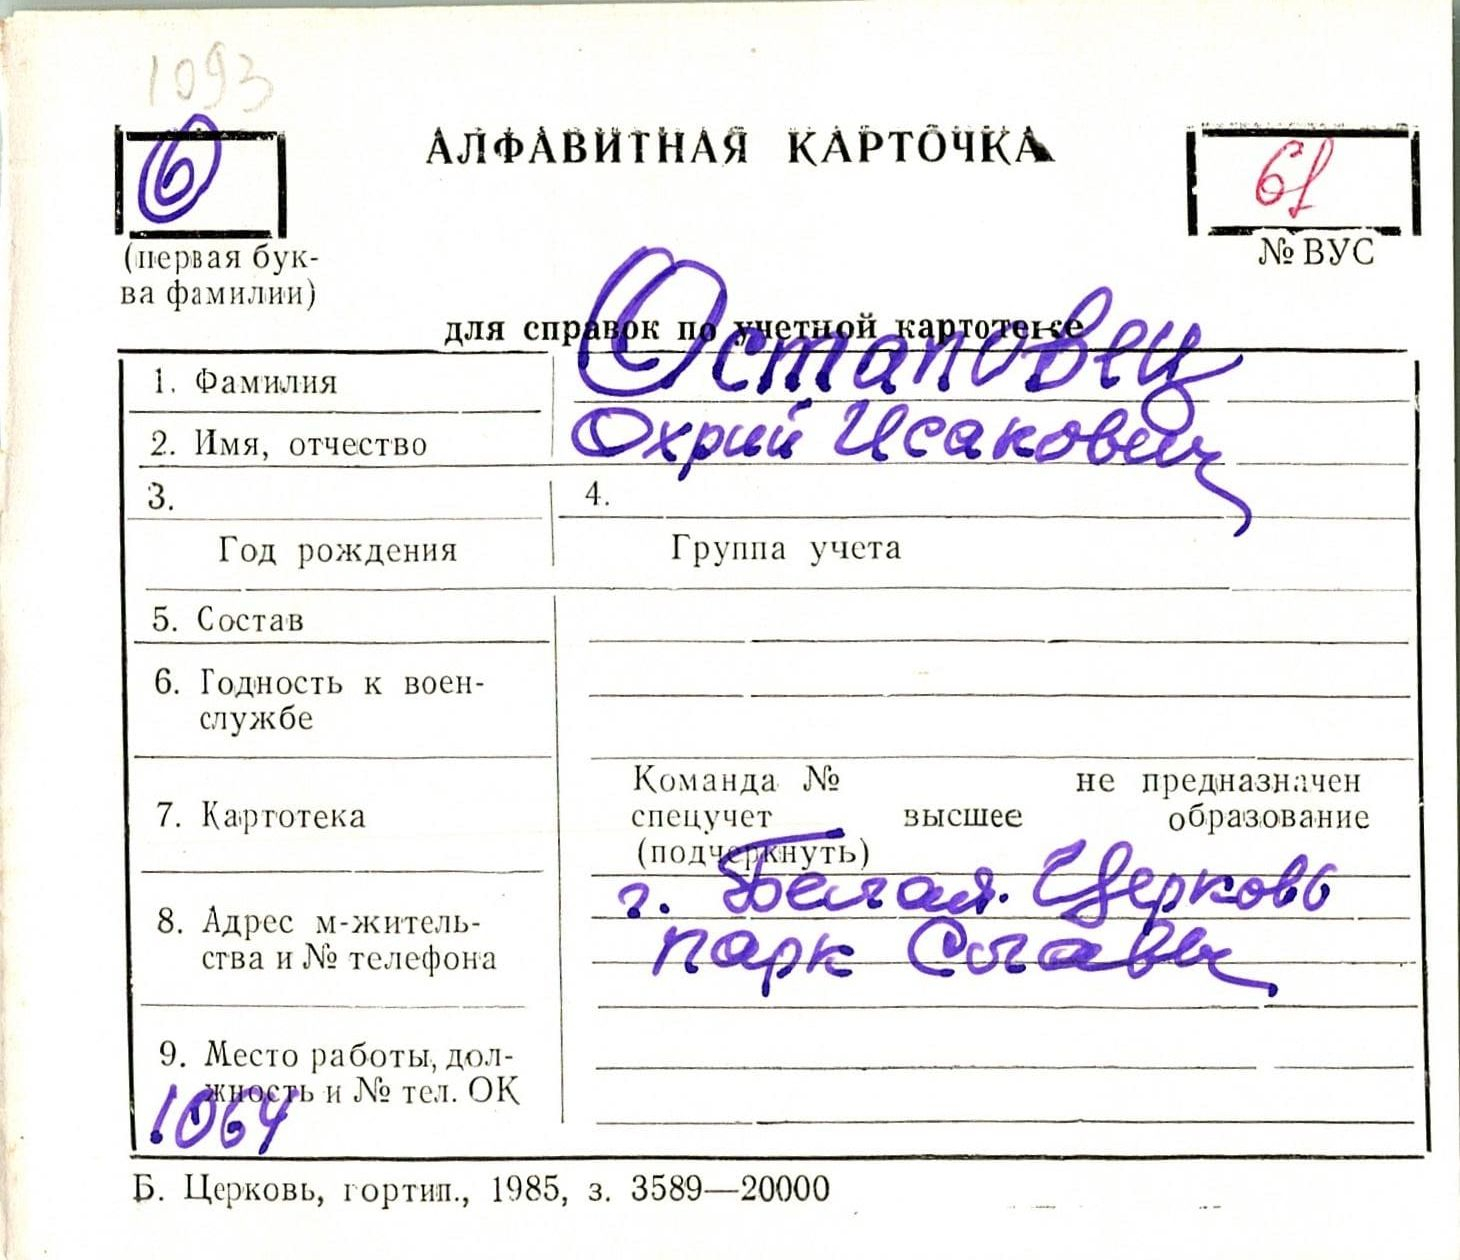 1093
6
АЛФАВИТНАЯ КАРТОЧКА
61
(первая бук-
ва фамилии)
№ ВУС
для справок по учетной картотеке
1. Фамилия Остаповец
2. Имя, отчество Охрий Исакович
3. 4.
Год рождения Группа учета
5. Состав
6. Годность к воен-
службе
7. Картотека
Команда № не предназначен
спецучет высшее образование
(подчеркнуть)
8. Адрес м-житель-
ства и № телефона
г. Белая Церковь
парк Славы
9. Место работы, дол-
жность и № тел. ОК
1064
Б. Церковь, гортип., 1985, з. 3589—20000